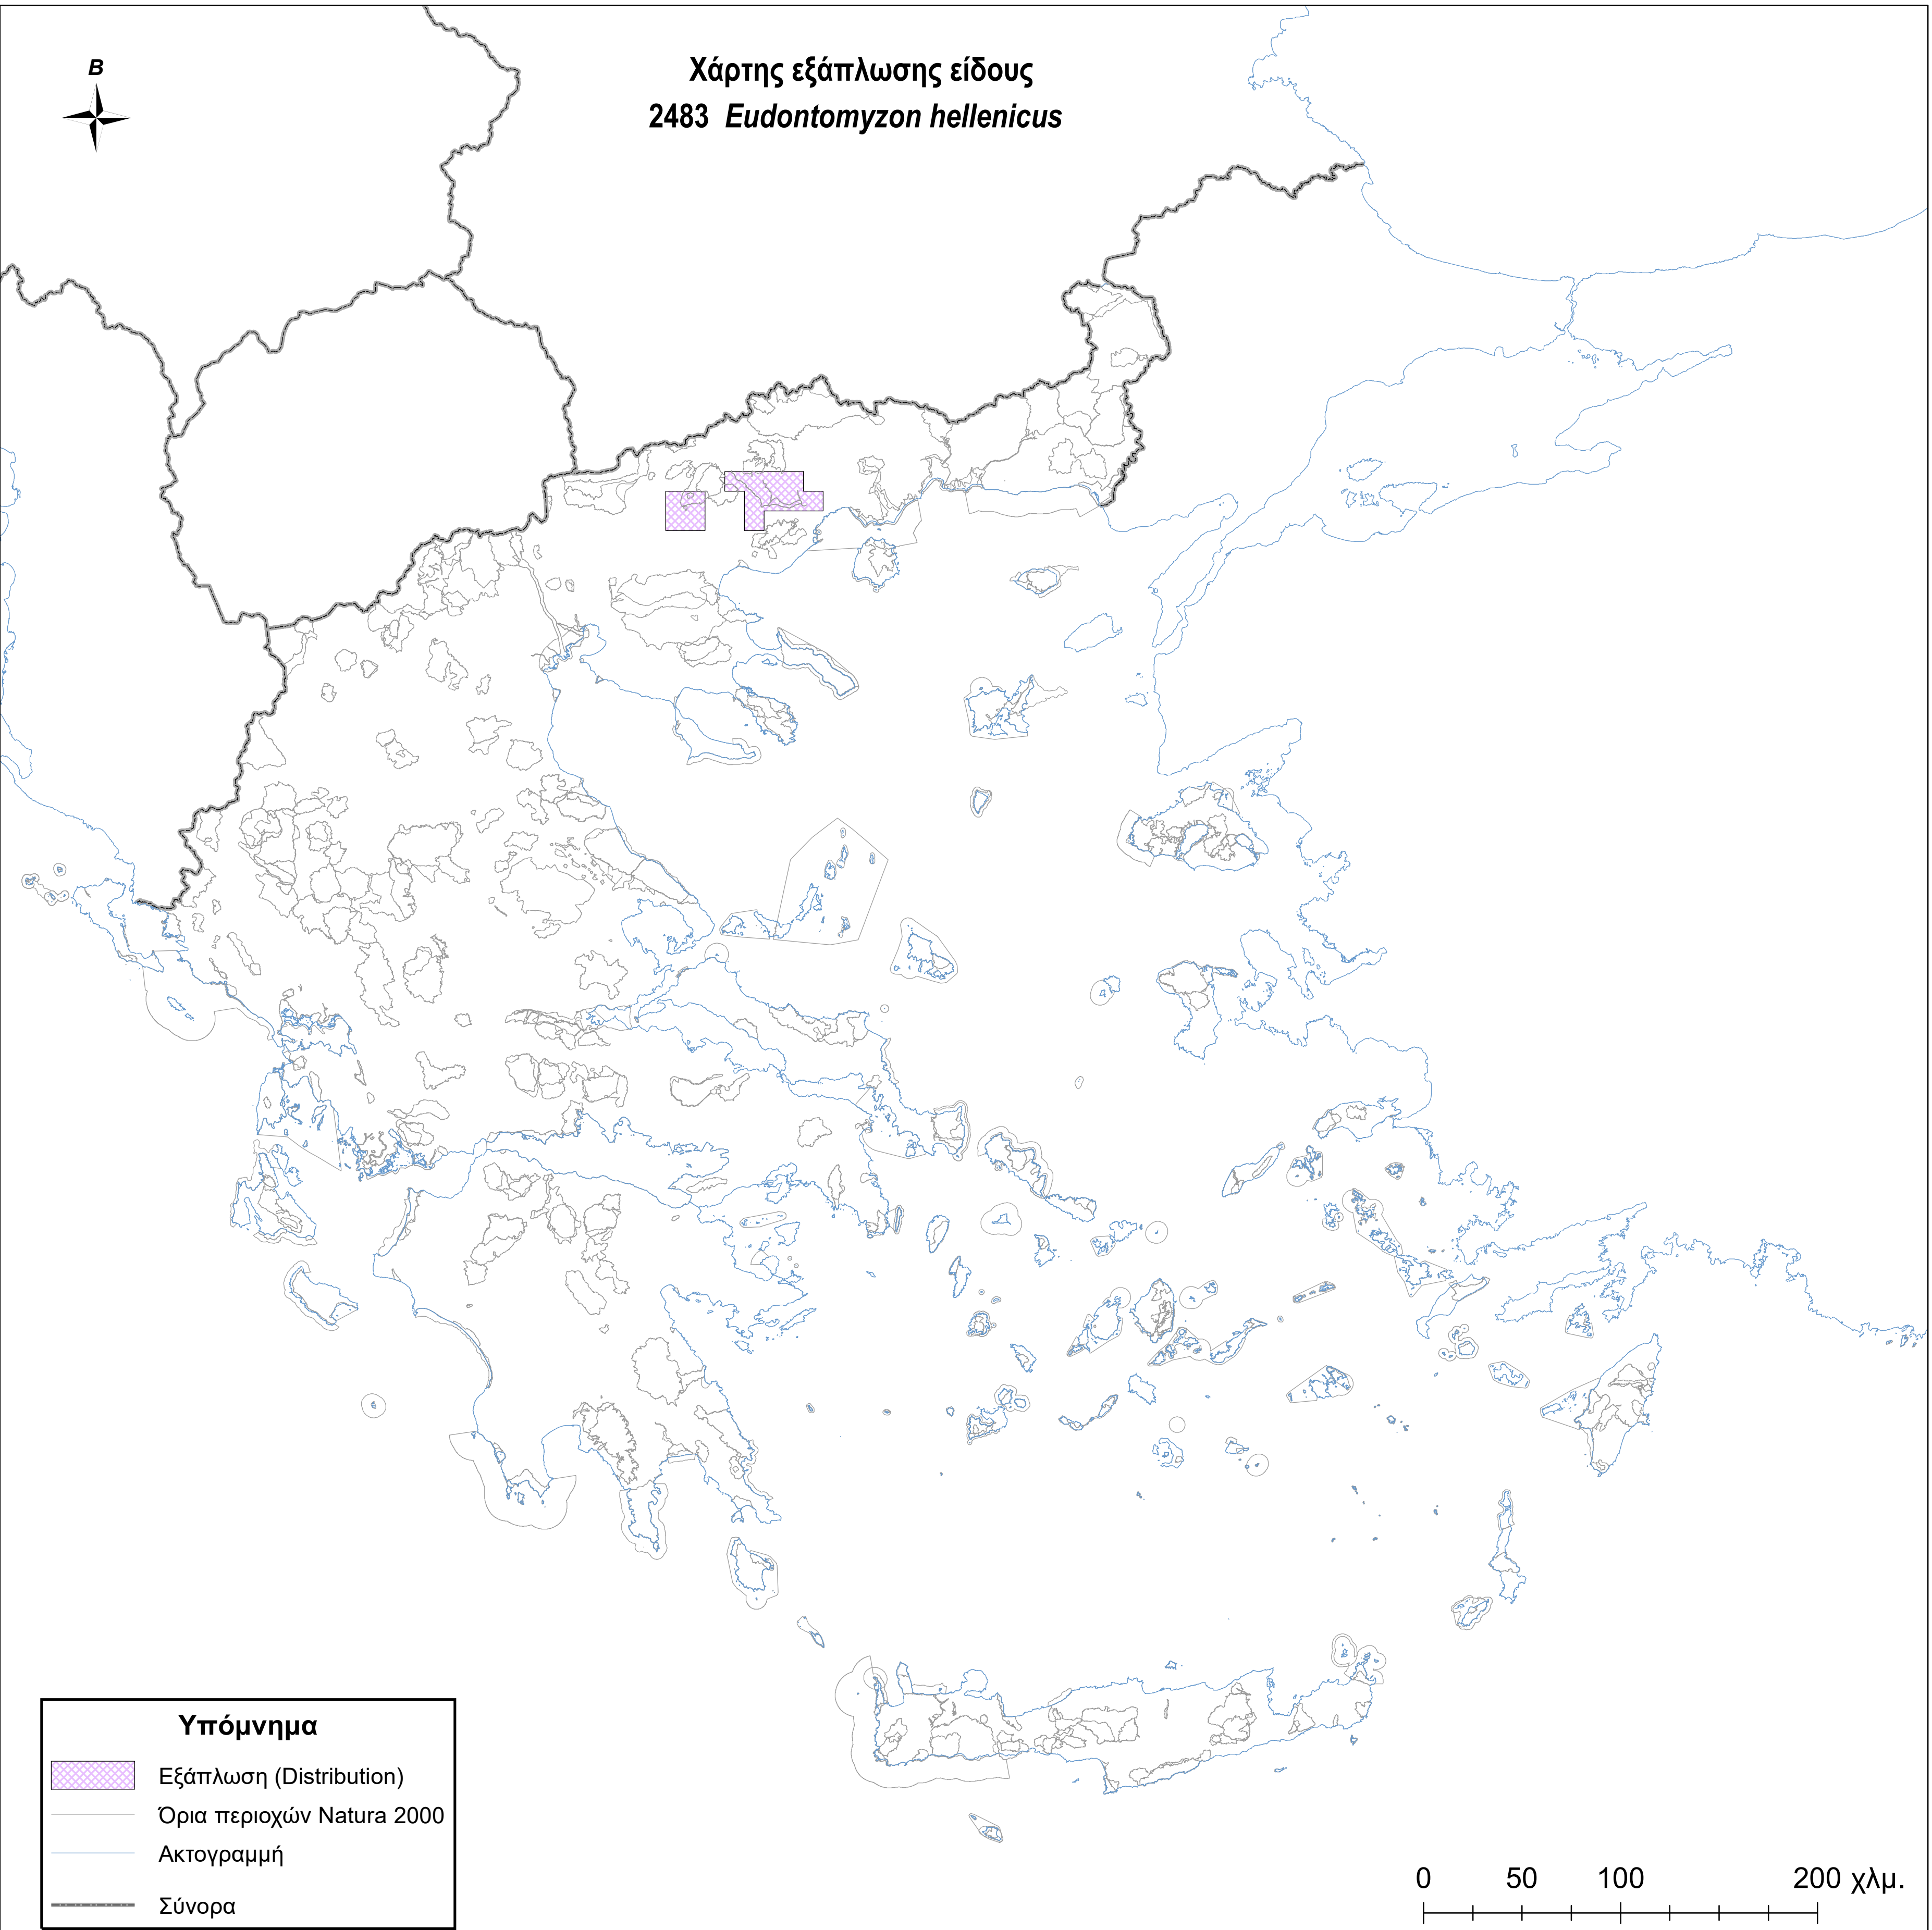 Χάρτης εξάπλωσης είδους
2483 Eudontomyzon hellenicus
Β
Υπόμνημα
Εξάπλωση (Distribution)
Όρια περιοχών Natura 2000
Ακτογραμμή
Σύνορα
0 50 100 200 χλμ.